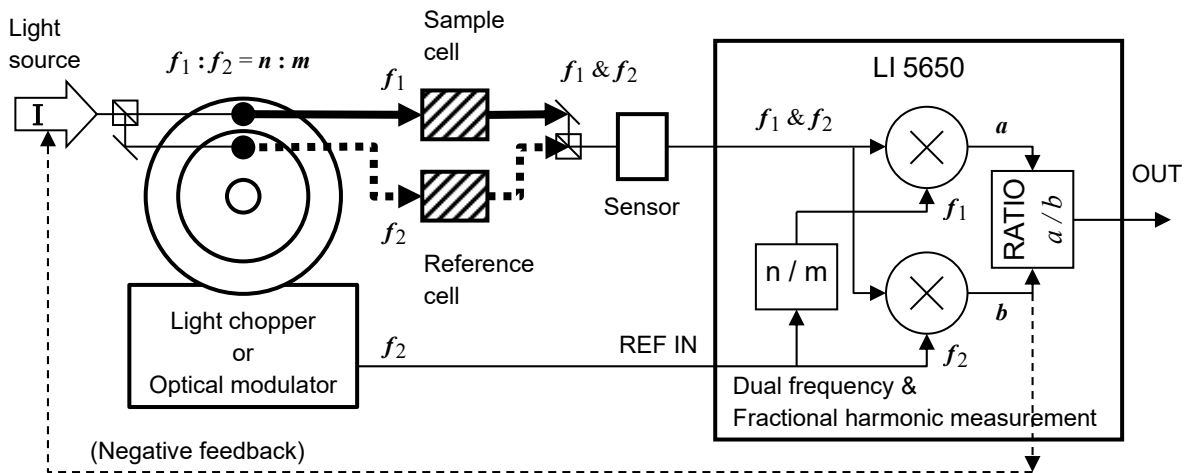 Light
source
I
f1 : f2 = n : m
Sample
cell
f1
f1 & f2
f2
Reference
cell
Sensor
Light chopper
or
Optical modulator
f2
REF IN
LI 5650
f1 & f2
a
f1
n / m
RATIO
a / b
OUT
b
f2
Dual frequency &
Fractional harmonic measurement
(Negative feedback)